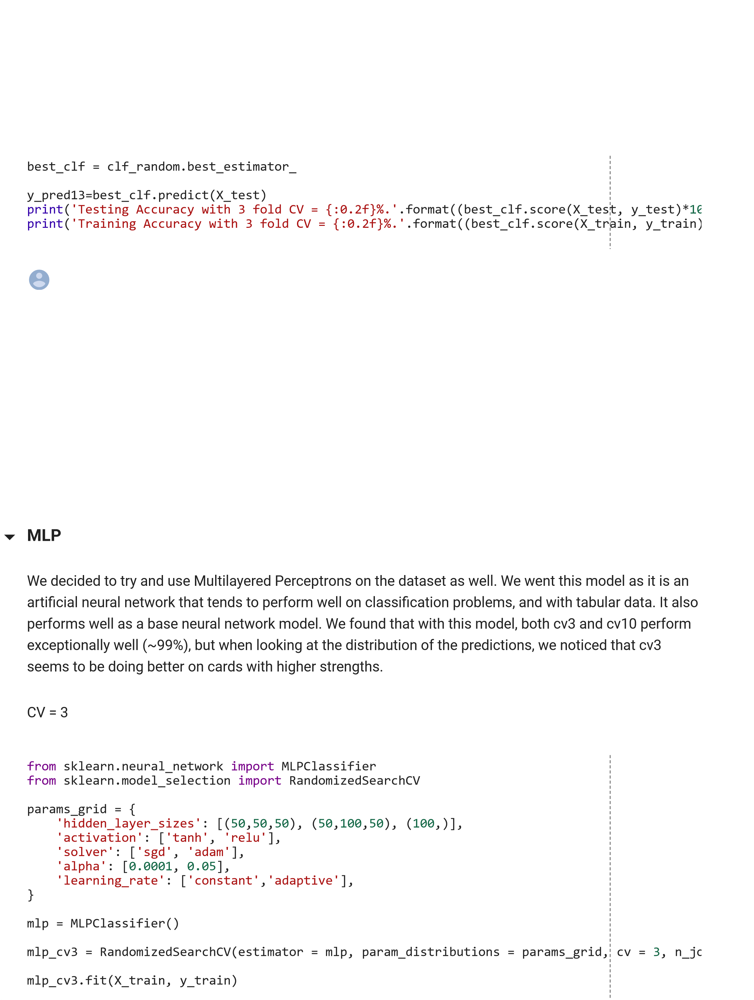 best_clf = clf_random.best_estimator_
y_pred13=best_clf.predict(X_test)
print('Testing Accuracy with 3 fold CV = {:0.2f}%.'.format((best_clf.score(X_test, y_test)*10
print('Training Accuracy with 3 fold CV = {:0.2f}%.'.format((best_clf.score(X_train, y_train)
MLP
We decided to try and use Multilayered Perceptrons on the dataset as well. We went this model as it is an
artificial neural network that tends to perform well on classification problems, and with tabular data. It also
performs well as a base neural network model. We found that with this model, both cv3 and cv10 perform
exceptionally well (~99%), but when looking at the distribution of the predictions, we noticed that cv3
seems to be doing better on cards with higher strengths.
CV = 3
from sklearn.neural_network import MLPClassifier
from sklearn.model_selection import RandomizedSearchCV
params_grid = {
    'hidden_layer_sizes': [(50,50,50), (50,100,50), (100,)],
    'activation': ['tanh', 'relu'],
    'solver': ['sgd', 'adam'],
    'alpha': [0.0001, 0.05],
    'learning_rate': ['constant','adaptive'],
}
mlp = MLPClassifier()
mlp_cv3 = RandomizedSearchCV(estimator = mlp, param_distributions = params_grid, cv = 3,
mlp_cv3.fit(X_train, y_train)